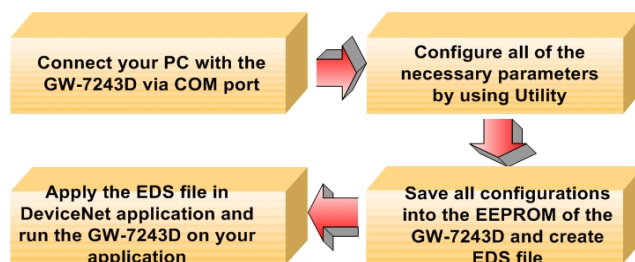 Connect your PC with the
GW-7243D via COM port
Configure all of the
necessary parameters
by using Utility
Save all configurations
into the EEPROM of the
GW-7243D and create
EDS file
Apply the EDS file in
DeviceNet application and
run the GW-7243D on your
application